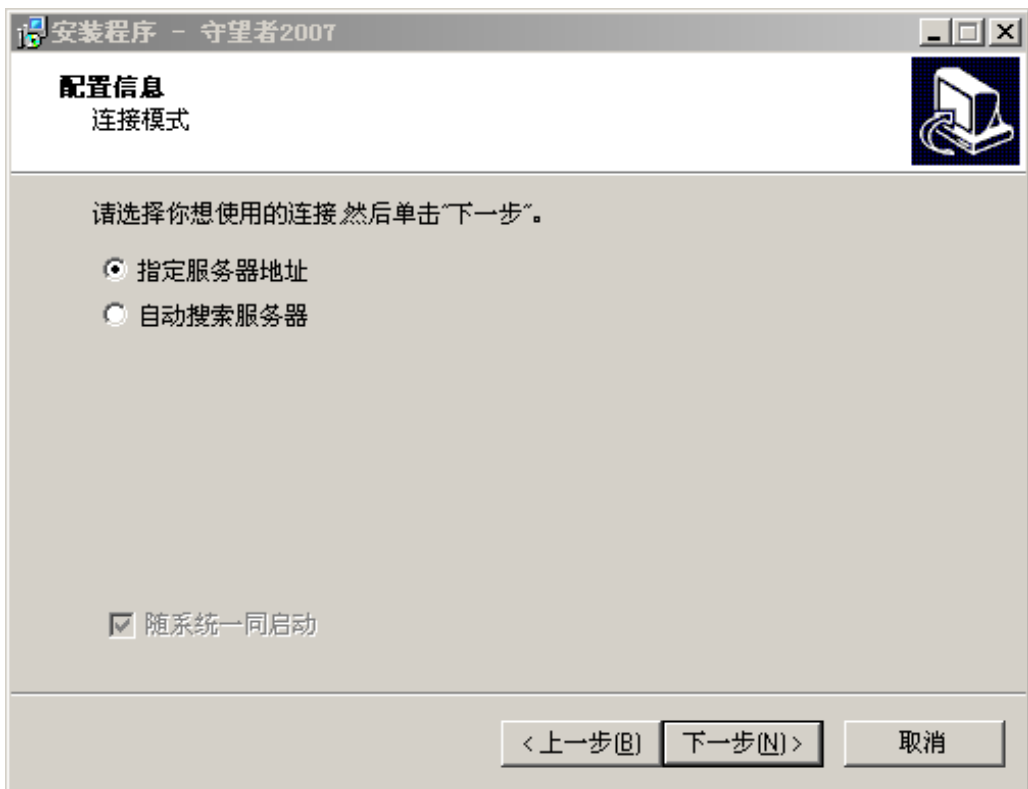 安装程序 - 守望者2007
配置信息
连接模式
请选择你想使用的连接,然后单击"下一步"。
指定服务器地址
自动搜索服务器
随系统一同启动
<上一步(B) 下一步(N)> 取消